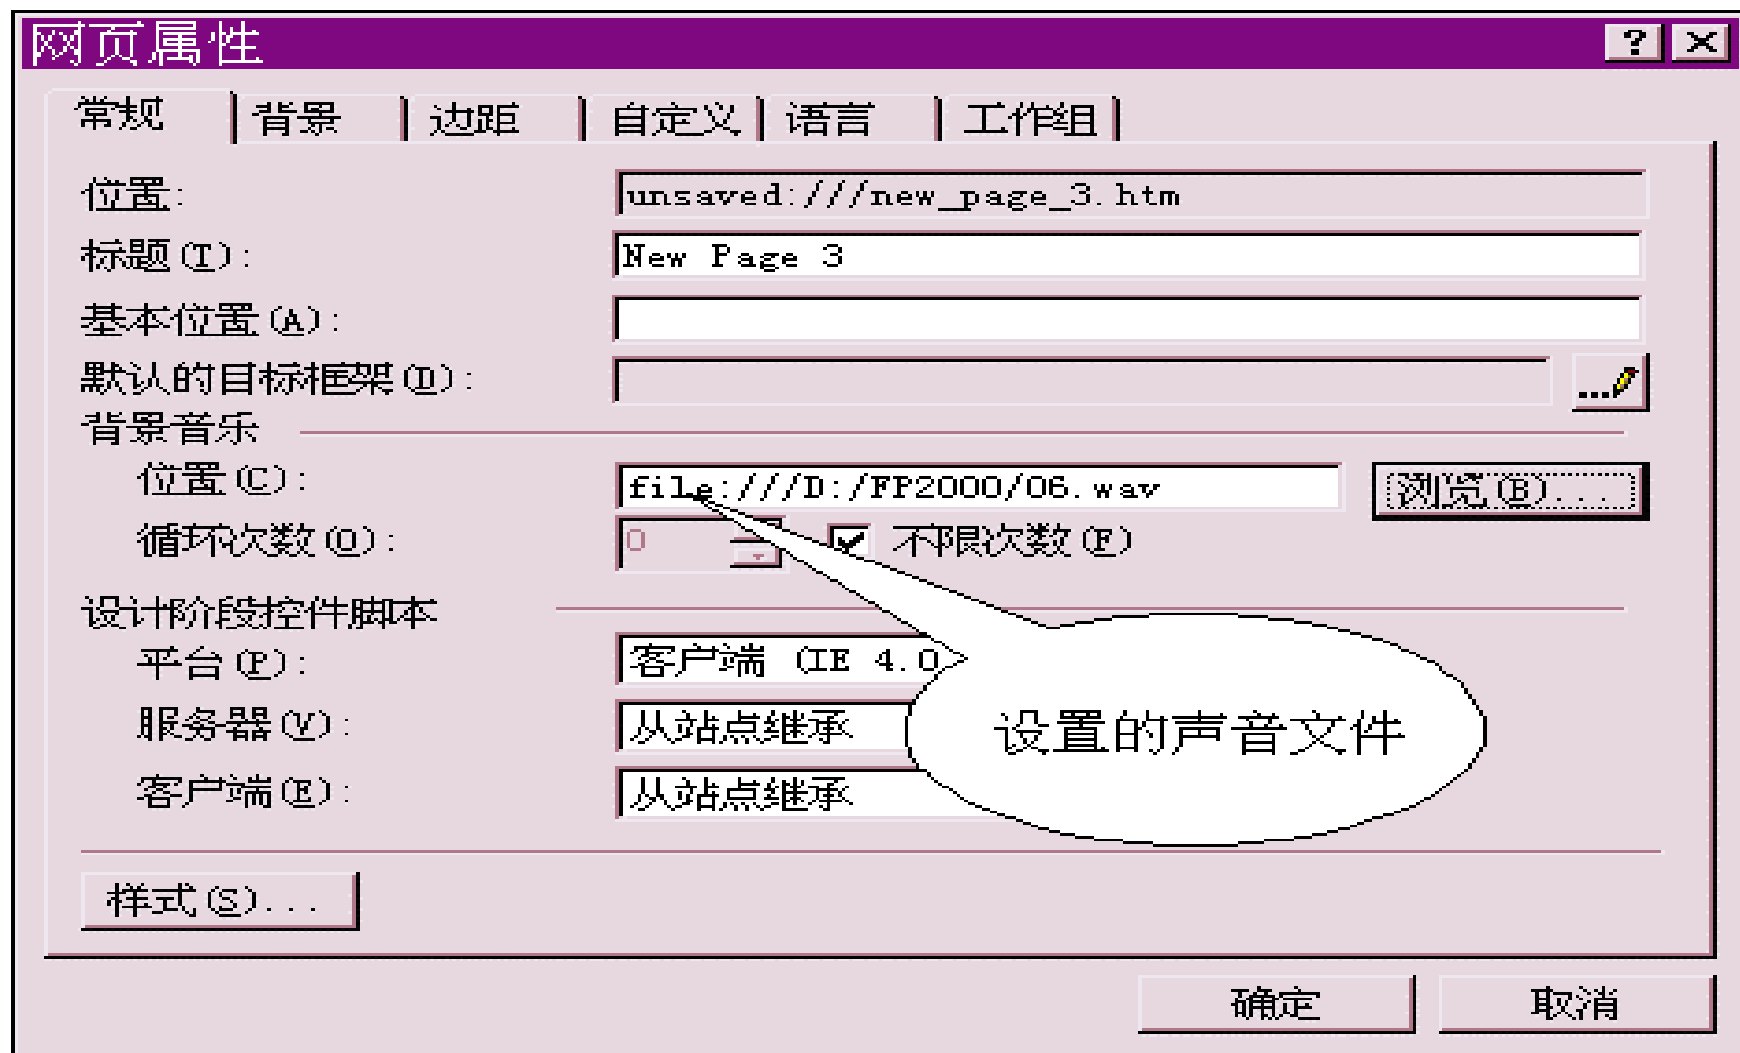 网页属性
常规 背景 边距 自定义 语言 工作组
位置: unsaved:///new_page_3.htm
标题(T): New Page 3
基本位置(A):
默认的目标框架(D): ...
背景音乐
位置(C): file:///D:/FP2000/06.wav 浏览(B)...
循环次数(O): 0 不限次数(F)
设计阶段控件脚本
平台(P): 客户端 (IE 4.0
服务器(V): 从站点继承
设置的声音文件
客户端(E): 从站点继承
样式(S)...
确定 取消